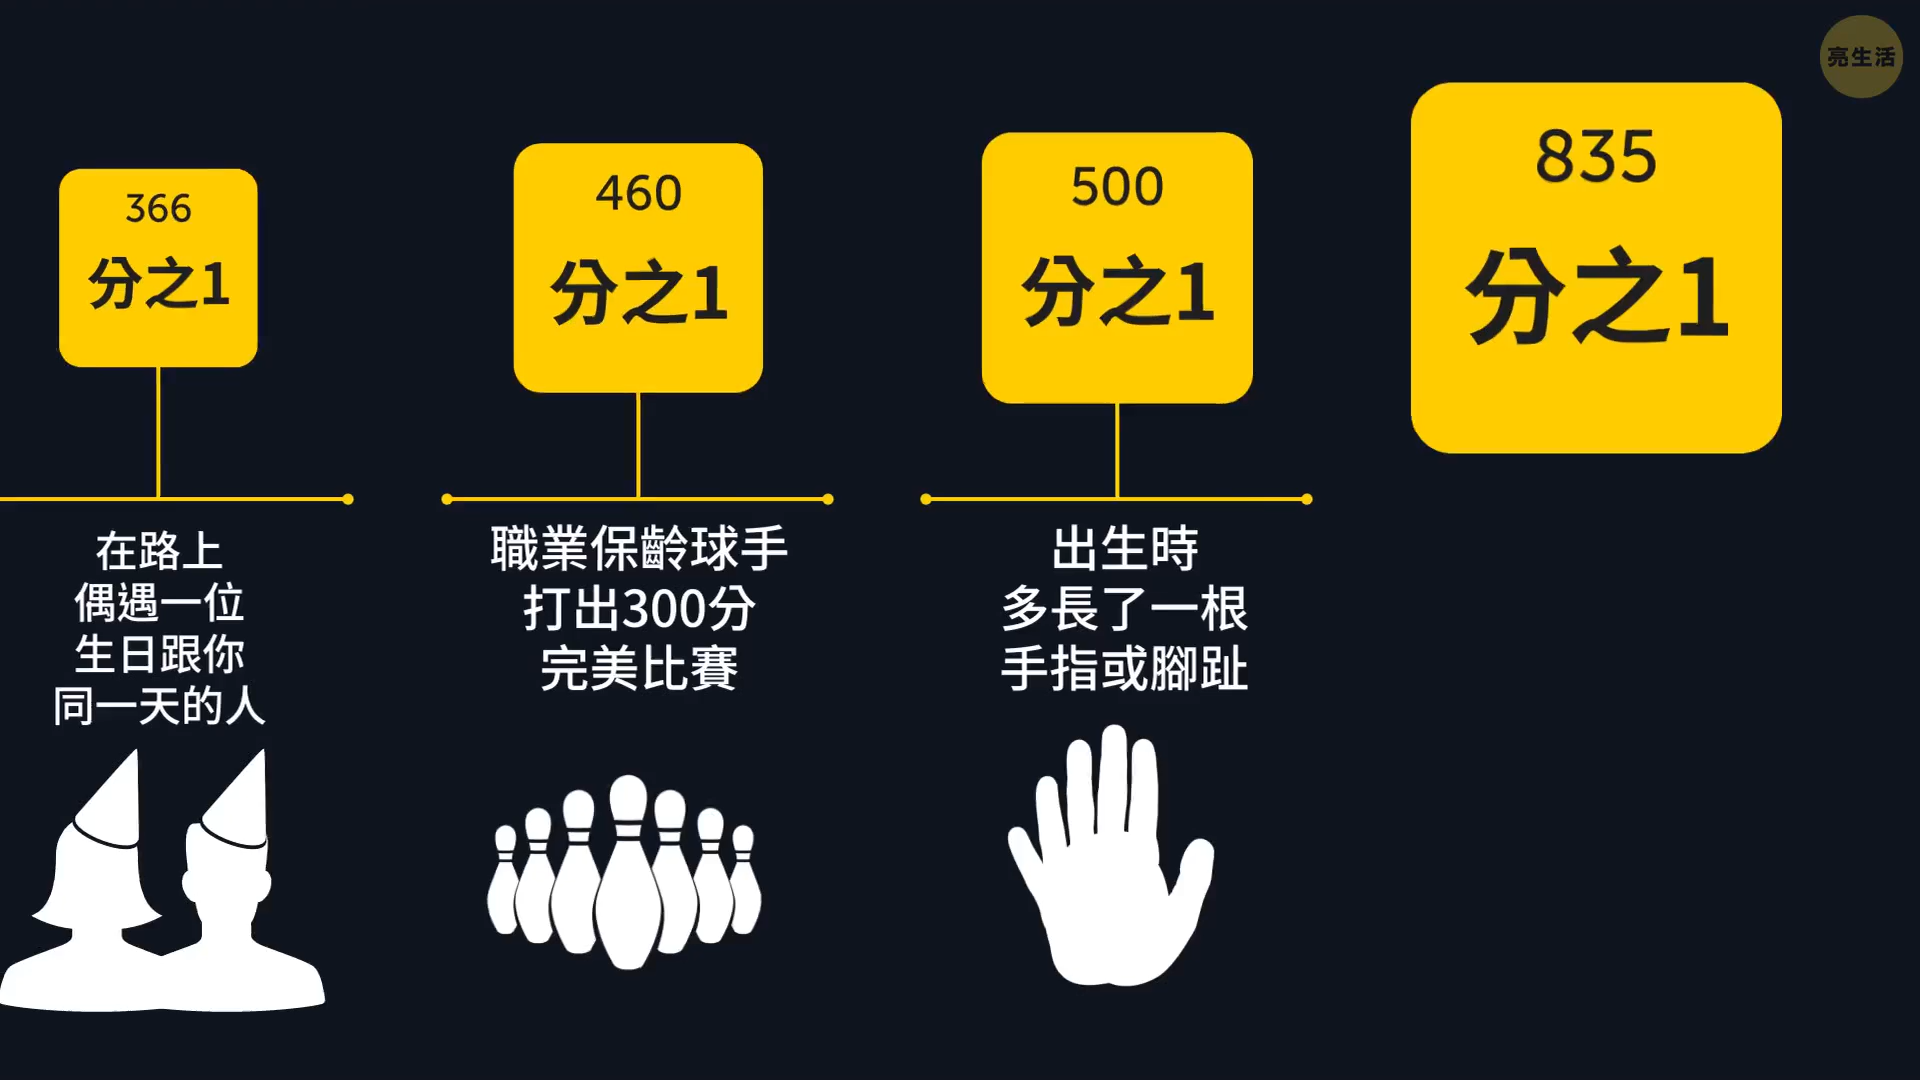 亮生活
366
分之1
在路上
偶遇一位
生日跟你
同一天的人
460
分之1
職業保齡球手
打出300分
完美比賽
500
分之1
出生時
多長了一根
手指或腳趾
835
分之1